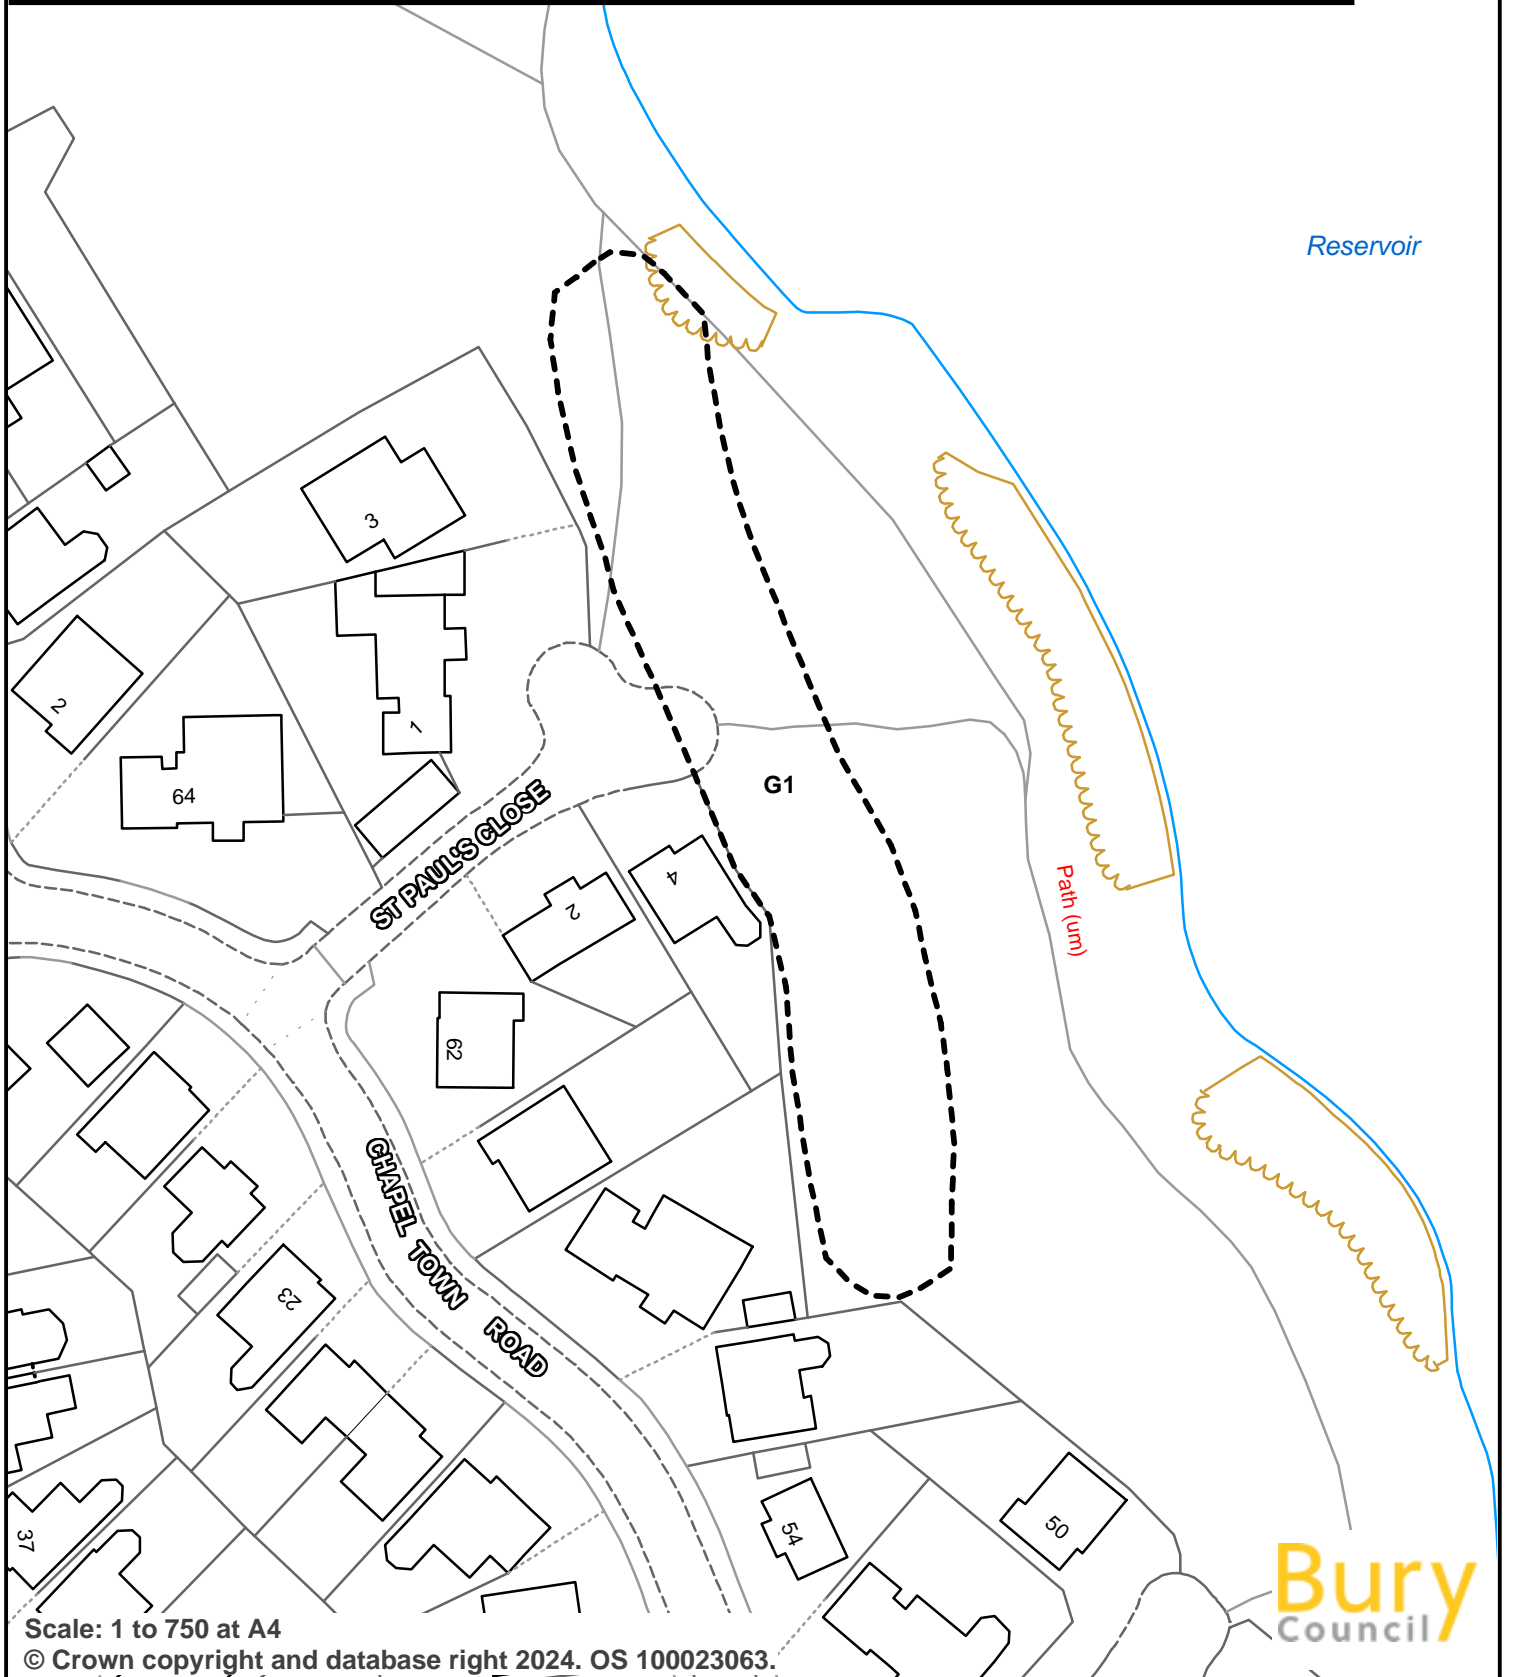 Reservoir
3
2
1
64
ST PAUL'S CLOSE
G1
4
2
Path (um)
62
CHAPEL TOWN ROAD
23
37
54
50
Bury
Council
Scale: 1 to 750 at A4
© Crown copyright and database right 2024. OS 100023063.